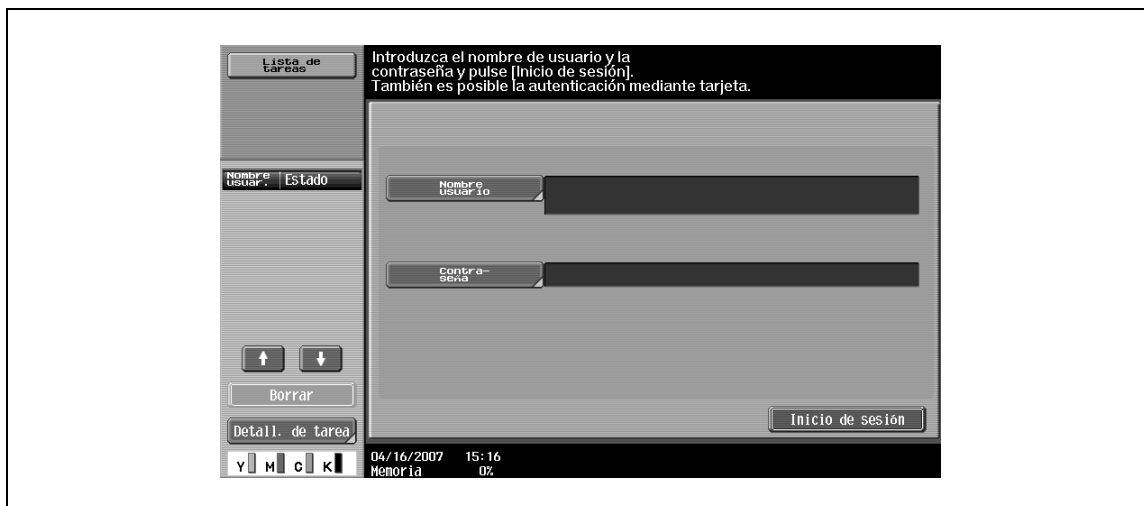 Lista de
tareas
Introduzca el nombre de usuario y la
contraseña y pulse [Inicio de sesión].
También es posible la autenticación mediante tarjeta.
Nombre
usuar.
Estado
Nombre
usuario
Contra-
seña
Borrar
Detall. de tarea
Inicio de sesión
Y M C K
04/16/2007 15:16
Memoria 0%